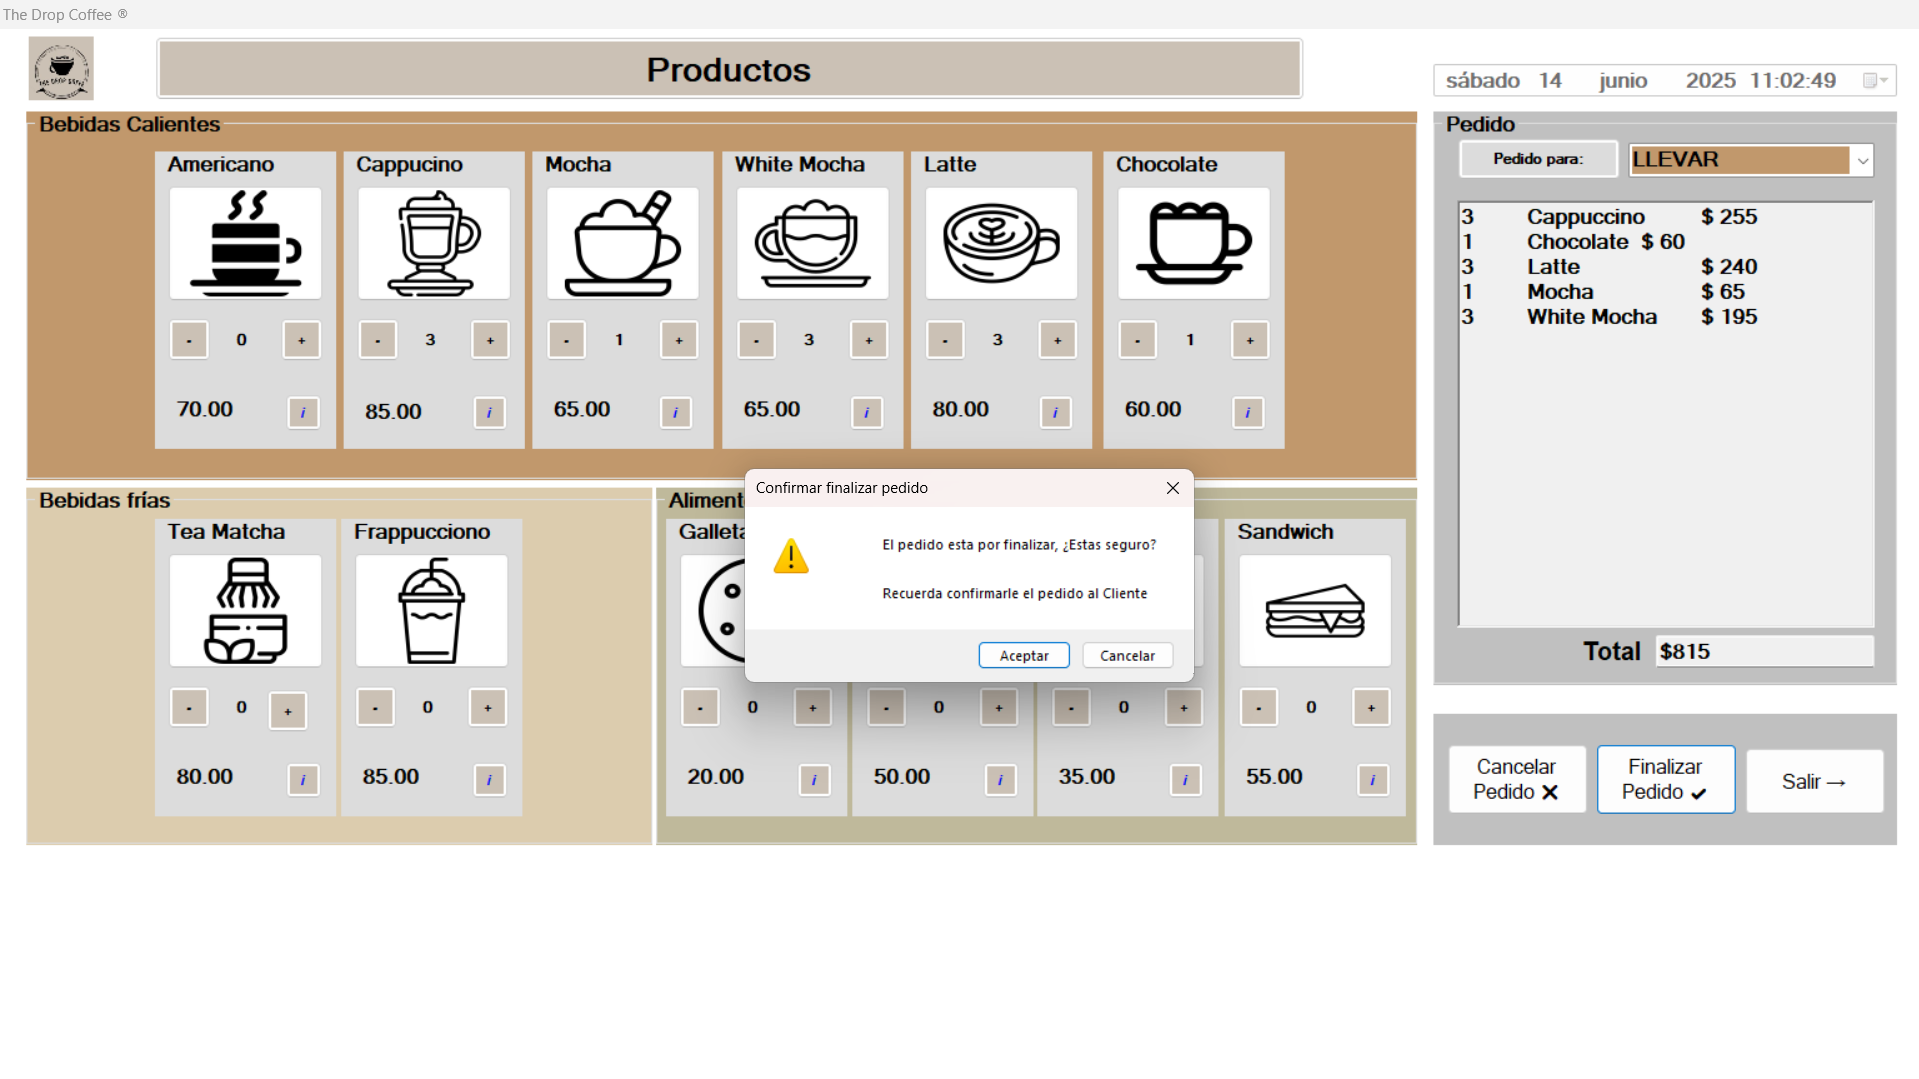 The Drop Coffee ®
Productos
sábado 14 junio 2025 11:02:49
Bebidas Calientes
Americano Cappucino Mocha White Mocha Latte Chocolate
- 0 + - 3 + - 1 + - 3 + - 3 + - 1 +
70.00 i 85.00 i 65.00 i 65.00 i 80.00 i 60.00 i
Pedido
Pedido para: LLEVAR
3 Cappuccino $ 255
1 Chocolate $ 60
3 Latte $ 240
1 Mocha $ 65
3 White Mocha $ 195
Total $815
Bebidas frías
Tea Matcha Frappucciono
- 0 + - 0 +
80.00 i 85.00 i
Sandwich
- 0 + - 0 + - 0 + - 0 +
20.00 i 50.00 i 35.00 i 55.00 i
Confirmar finalizar pedido
El pedido esta por finalizar, ¿Estas seguro?
Recuerda confirmarle el pedido al Cliente
Aceptar Cancelar
Cancelar
Pedido ✕
Finalizar
Pedido ✓
Salir →